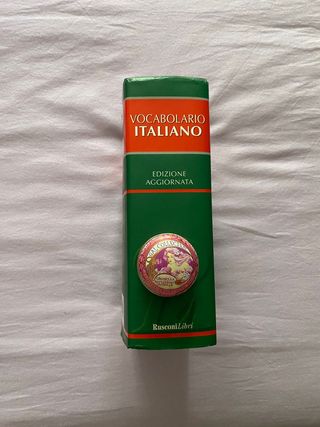 VOCABOLARIO
ITALIANO
EDIZIONE
AGGIORNATA
RusconiLibri